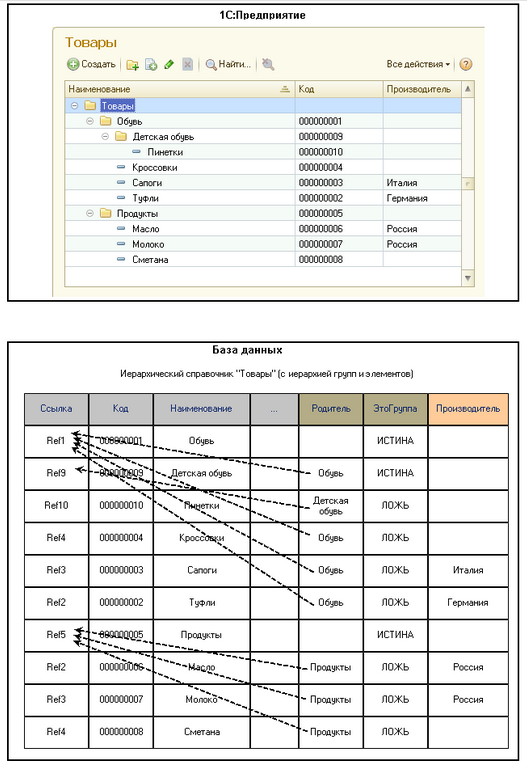 1С:Предприятие
Товары
Создать Найти... Все действия
Наименование Код Производитель
Товары
Обувь 000000001
Детская обувь 000000009
Пинетки 000000010
Кроссовки 000000004
Сапоги 000000003 Италия
Туфли 000000002 Германия
Продукты 000000005
Масло 000000006 Россия
Молоко 000000007 Россия
Сметана 000000008
База данных
Иерархический справочник "Товары" (с иерархией групп и элементов)
Ссылка Код Наименование ... Родитель ЭтоГруппа Производитель
Ref1 000000001 Обувь ИСТИНА
Ref9 000000009 Детская обувь Обувь ИСТИНА
Ref10 000000010 Пинетки Детская обувь ЛОЖЬ
Ref4 000000004 Кроссовки Обувь ЛОЖЬ
Ref3 000000003 Сапоги Обувь ЛОЖЬ Италия
Ref2 000000002 Туфли Обувь ЛОЖЬ Германия
Ref5 000000005 Продукты ИСТИНА
Ref2 000000006 Масло Продукты ЛОЖЬ Россия
Ref3 000000007 Молоко Продукты ЛОЖЬ Россия
Ref4 000000008 Сметана Продукты ЛОЖЬ